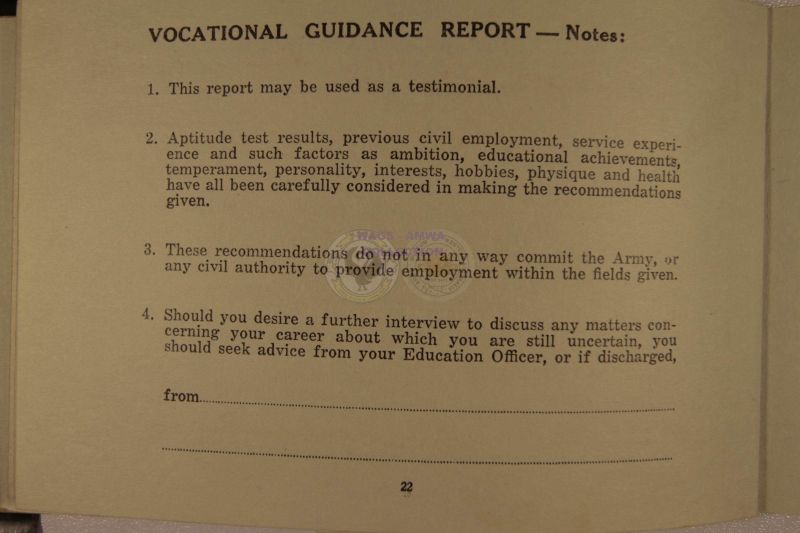 VOCATIONAL GUIDANCE REPORT — Notes:
1. This report may be used as a testimonial.
2. Aptitude test results, previous civil employment, service experi-
ence and such factors as ambition, educational achievements,
temperament, personality, interests, hobbies, physique and health
have all been carefully considered in making the recommendations
given.
WAGS AMWA
3. These recommendations do not in any way commit the Army, or
any civil authority to provide employment within the fields given.
4. Should you desire a further interview to discuss any matters con-
cerning your career about which you are still uncertain, you
should seek advice from your Education Officer, or if discharged,
from
22